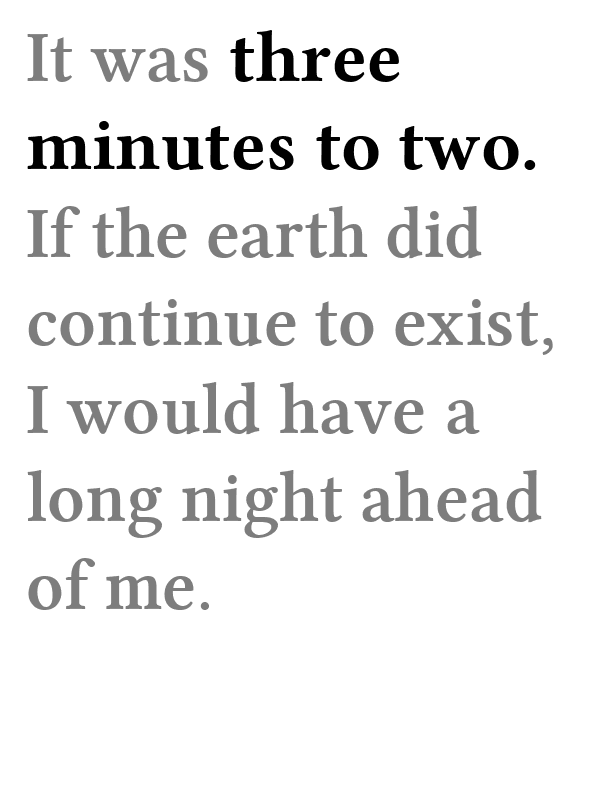 It was three
minutes to two.
If the earth did
continue to exist,
I would have a
long night ahead
of me.